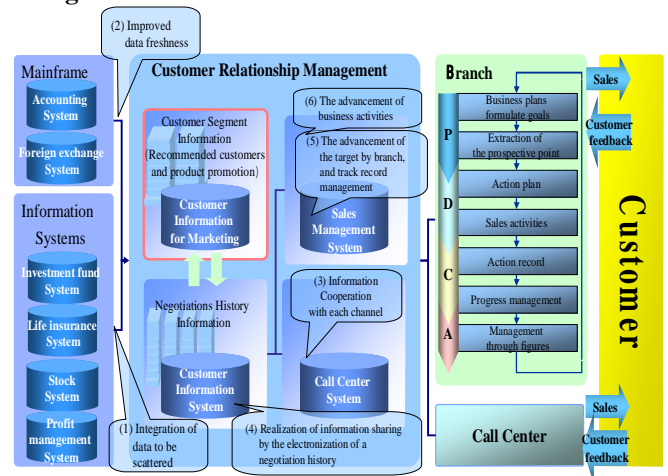 (2) Improved
data freshness
Mainframe
Accounting
System
Foreign exchange
System
Information
Systems
Investment fund
System
Life insurance
System
Stock
System
Profit
management
System
(1) Integration of
data to be
scattered
Customer Relationship Management
Customer Segment
Information
(Recommended customers
and product promotion)
Customer
Information
for Marketing
Negotiations History
Information
Customer
Information
System
(6) The advancement of
business activities
(5) The advancement of
the target by branch,
and track record
management
Sales
Management
System
(3) Information
Cooperation
with each channel
Call Center
System
(4) Realization of information sharing
by the electronization of a
negotiation history
Branch
P
D
C
A
Business plans
formulate goals
Extraction of
the prospective point
Action plan
Sales activities
Action record
Progress management
Management
through figures
Sales
Customer
feedback
Customer
Call Center
Sales
Customer
feedback